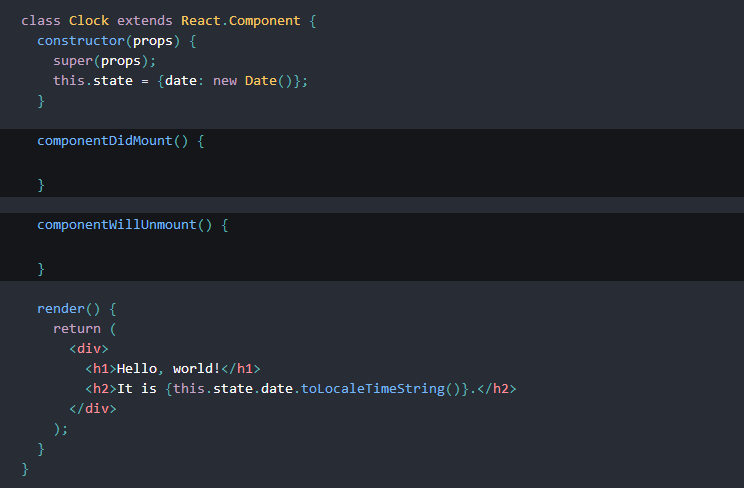 class Clock extends React.Component {
  constructor(props) {
    super(props);
    this.state = {date: new Date()};
  }
  componentDidMount() {
  }
  componentWillUnmount() {
  }
  render() {
    return (
      <div>
        <h1>Hello, world!</h1>
        <h2>It is {this.state.date.toLocaleTimeString()}.</h2>
      </div>
    );
  }
}